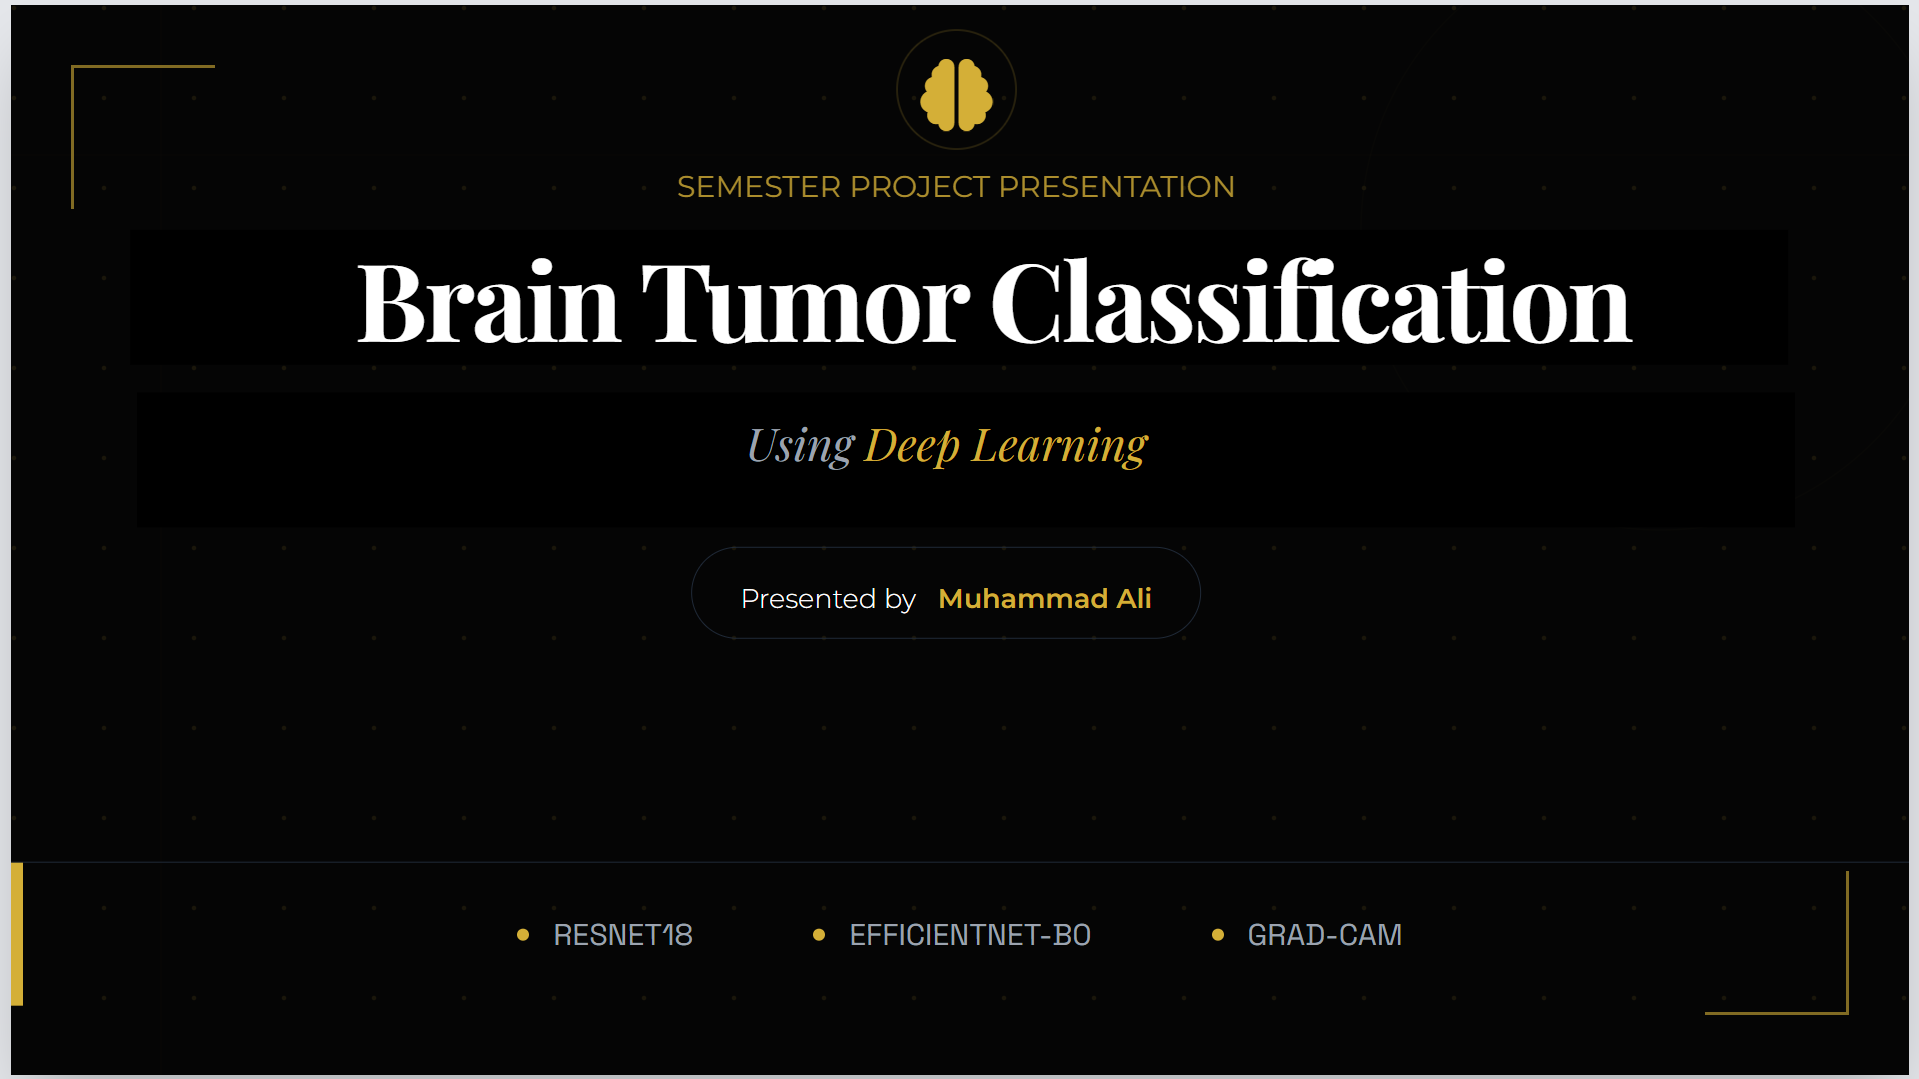 SEMESTER PROJECT PRESENTATION
Brain Tumor Classification
Using Deep Learning
Presented by Muhammad Ali
RESNET18 EFFICIENTNET-B0 GRAD-CAM